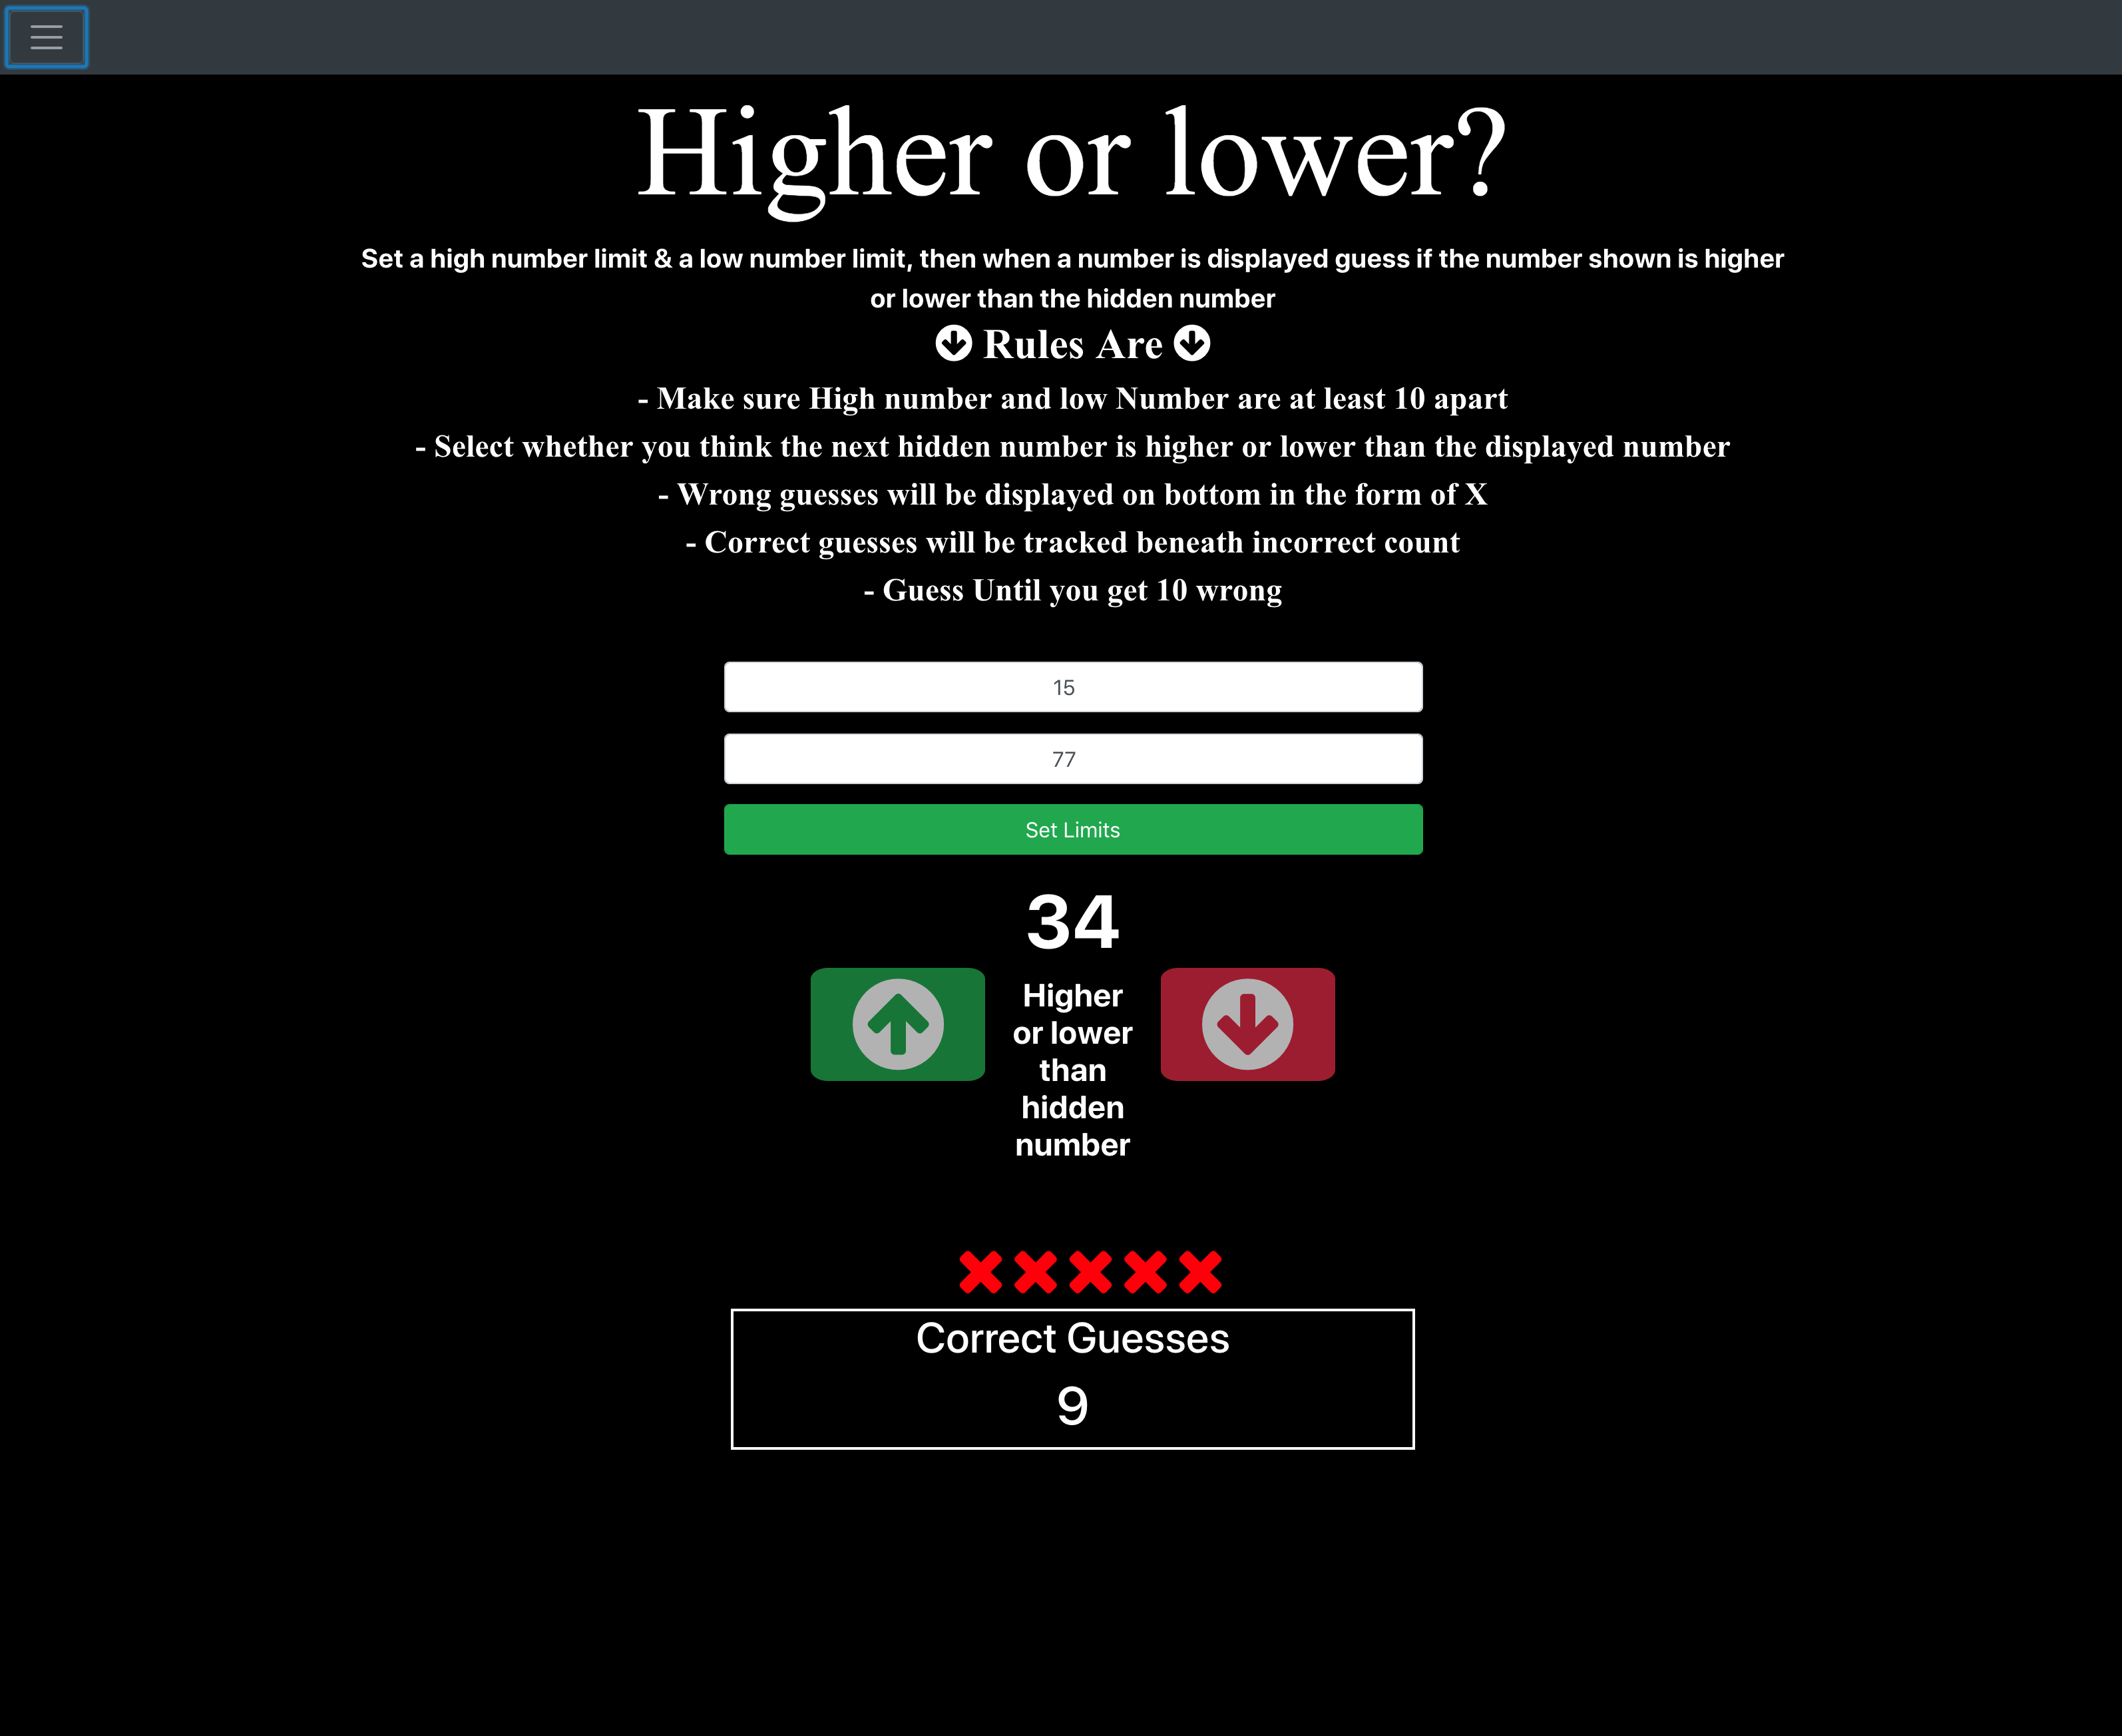 Higher or lower?
Set a high number limit & a low number limit, then when a number is displayed guess if the number shown is higher
or lower than the hidden number
Rules Are
- Make sure High number and low Number are at least 10 apart
- Select whether you think the next hidden number is higher or lower than the displayed number
- Wrong guesses will be displayed on bottom in the form of X
- Correct guesses will be tracked beneath incorrect count
- Guess Until you get 10 wrong
15
77
Set Limits
34
Higher
or lower
than
hidden
number
Correct Guesses
9